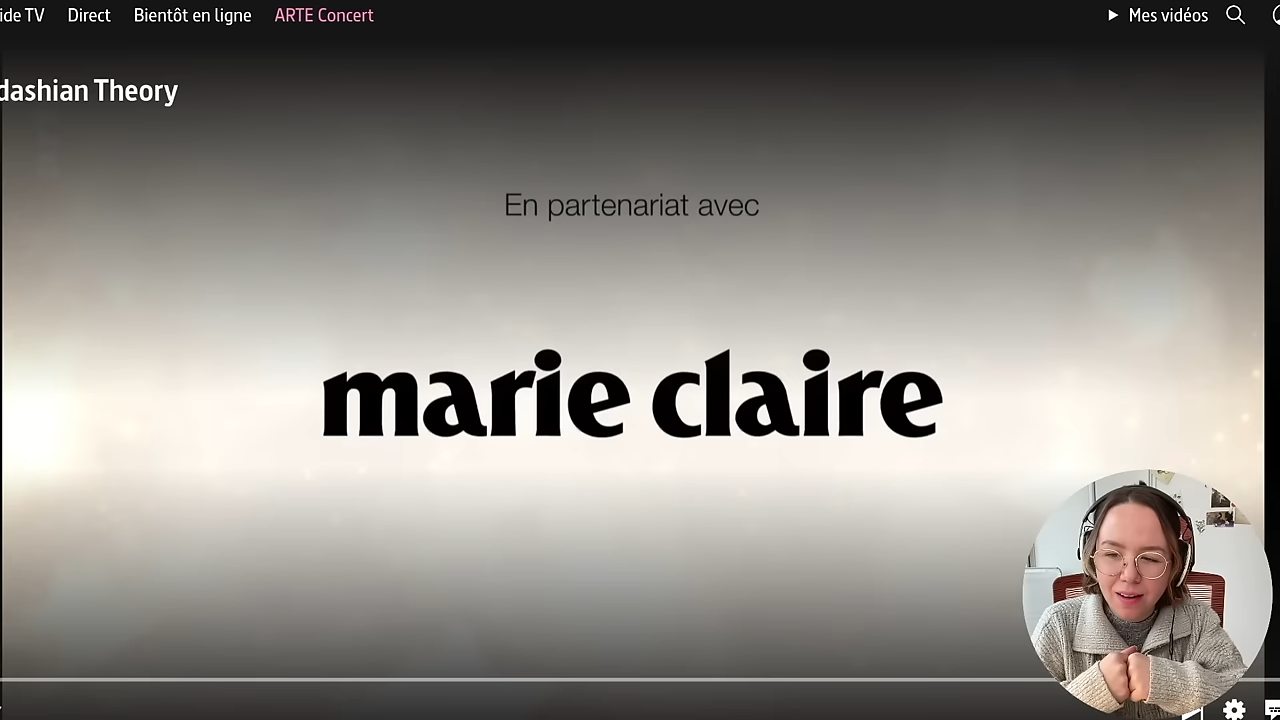 ide TV Direct Bientôt en ligne ARTE Concert Mes vidéos
dashian Theory
En partenariat avec
marie claire